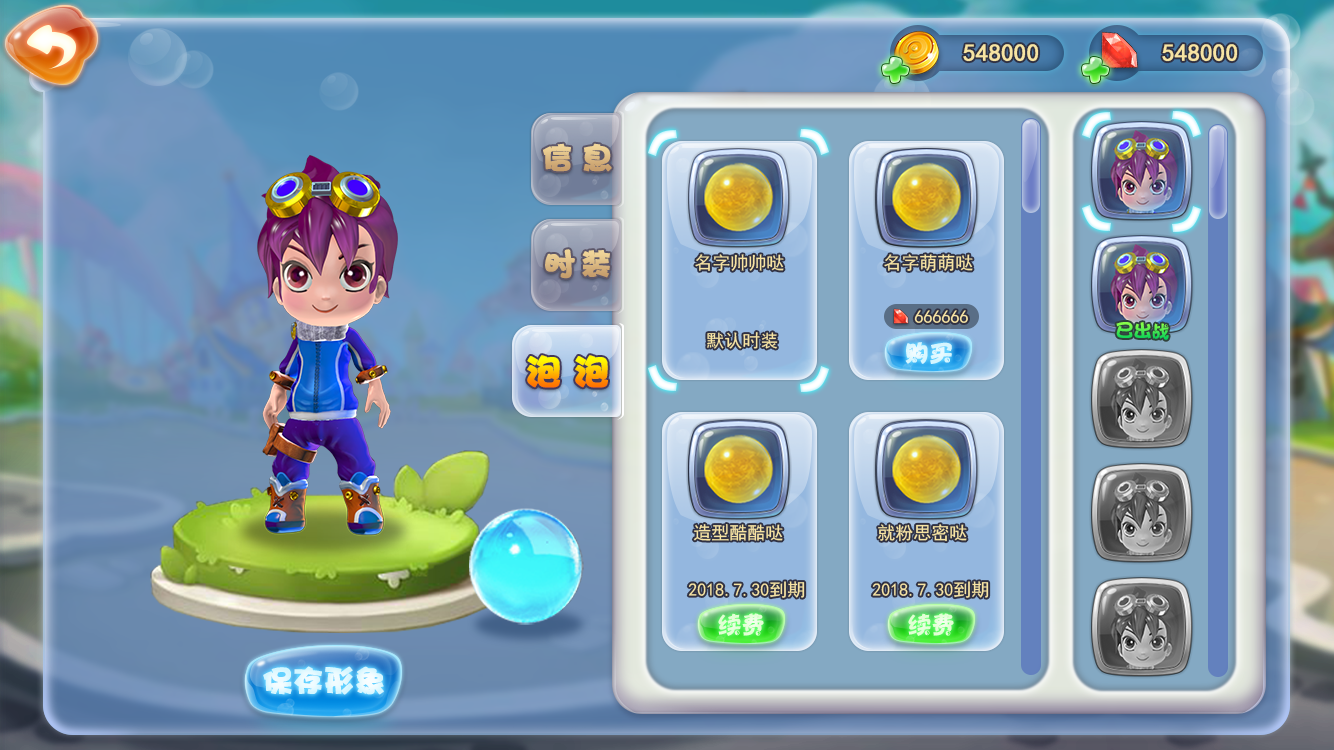 548000
548000
信息
时装
泡泡
名字帅帅哒
默认时装
名字萌萌哒
666666
购买
造型酷酷哒
2018.7.30到期
续费
就粉思密哒
2018.7.30到期
续费
已出战
保存形象